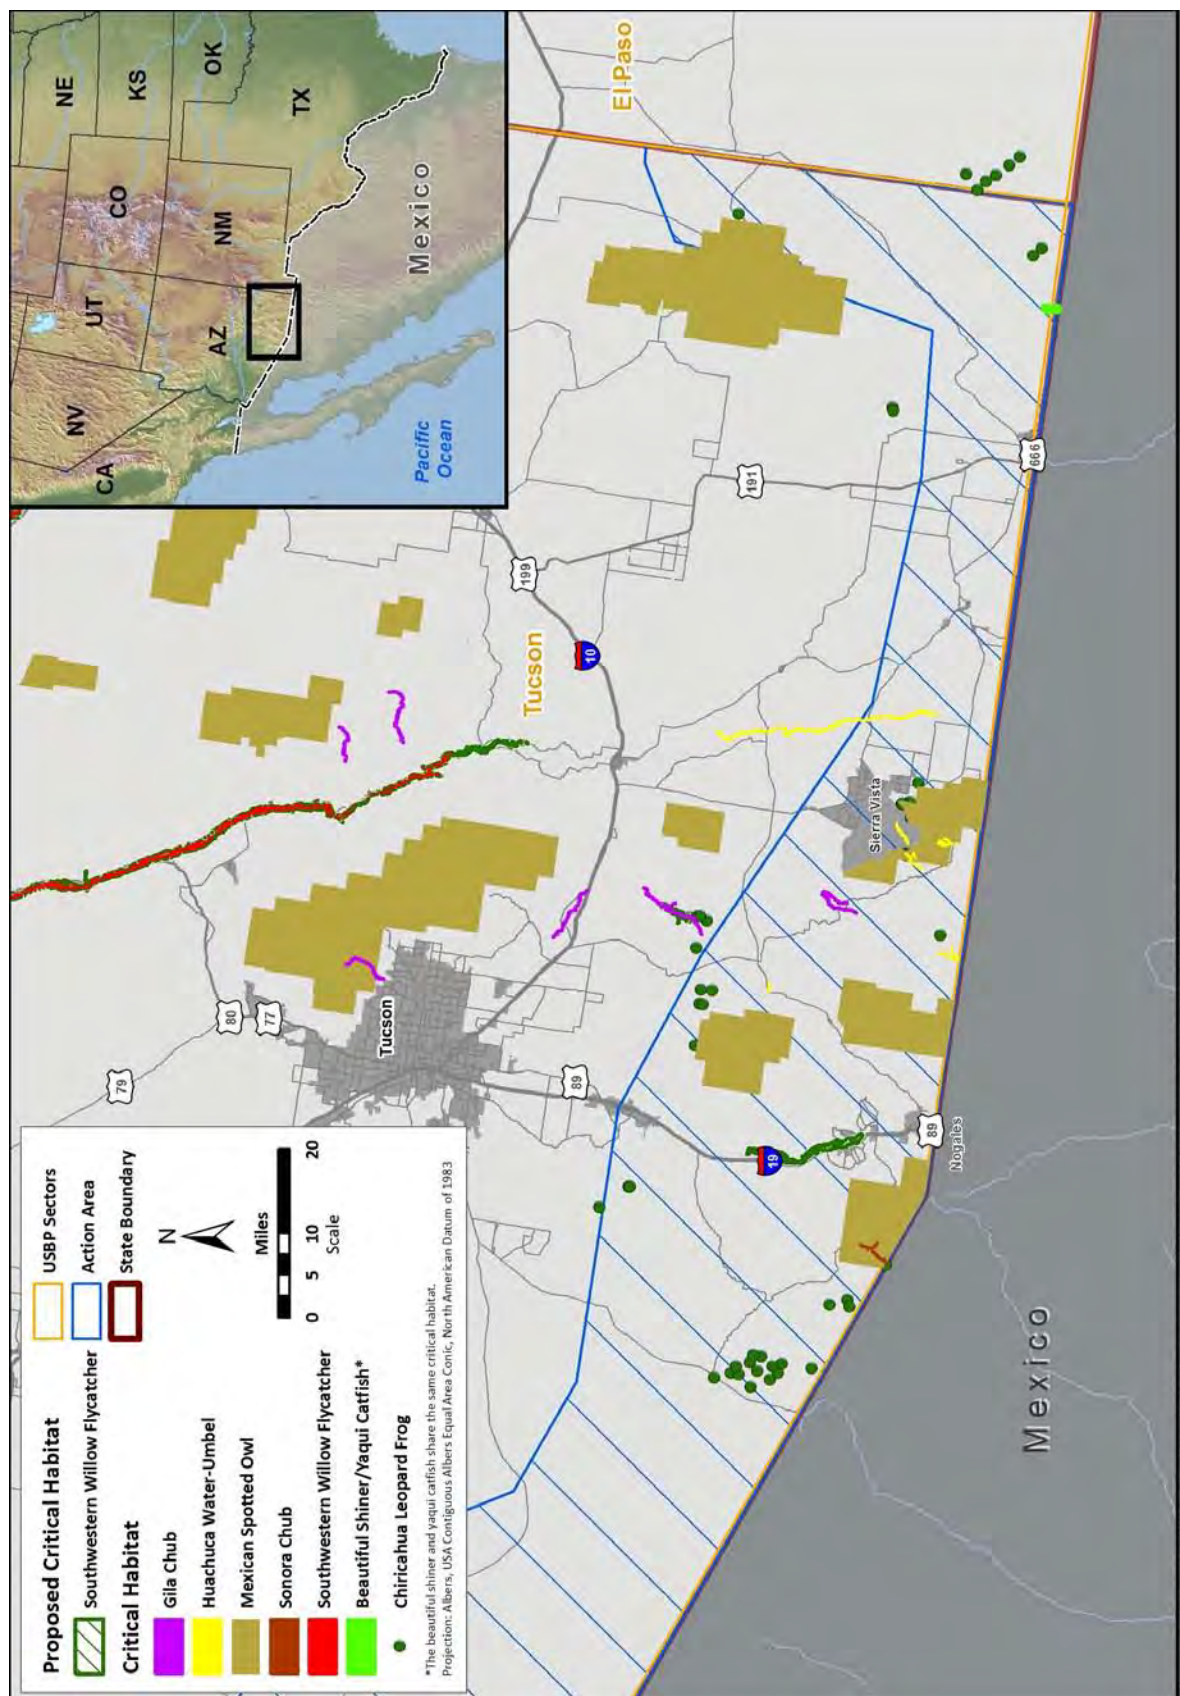 Proposed Critical Habitat
Southwestern Willow Flycatcher
Critical Habitat
Gila Chub
Huachuca Water-Umbel
Mexican Spotted Owl
Sonora Chub
Southwestern Willow Flycatcher
Beautiful Shiner/Yaqui Catfish*
Chiricahua Leopard Frog
USBP Sectors
Action Area
State Boundary
N
Miles
0 5 10 20
Scale
*The beautiful shiner and yaqui catfish share the same critical habitat.
Projection: Albers, USA Contiguous Albers Equal Area Conic, North American Datum of 1983
79
80
77
Tucson
89
19
89
Nogales
Sierra Vista
Tucson
10
199
191
666
El Paso
Mexico
NE
KS
OK
TX
CO
NM
UT
AZ
NV
CA
Mexico
Pacific
Ocean